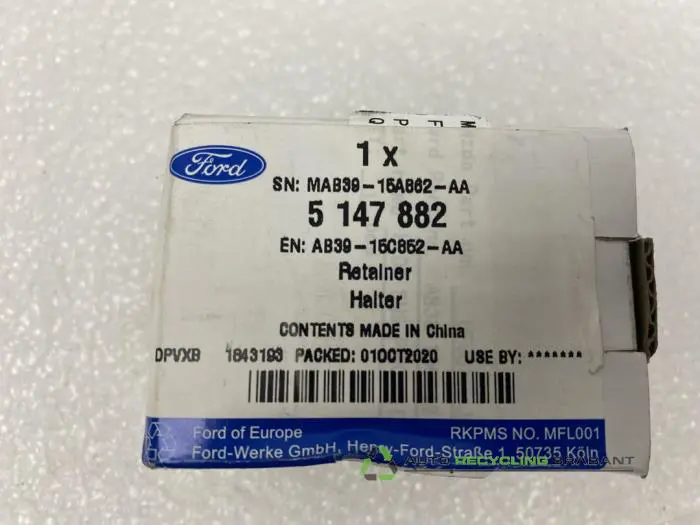 M F P Q
Ford
1 x
SN: MAB39-15A862-AA
5 147 882
EN: AB39-15C852-AA
Retainer
Halter
CONTENTS MADE IN China
DPVXB 1843193 PACKED: 01OCT2020 USE BY: *******
Ford of Europe RKPMS NO. MFL001
Ford-Werke GmbH, Henry-Ford-Straße 1, 50735 Köln
AUTO RECYCLING BRABANT